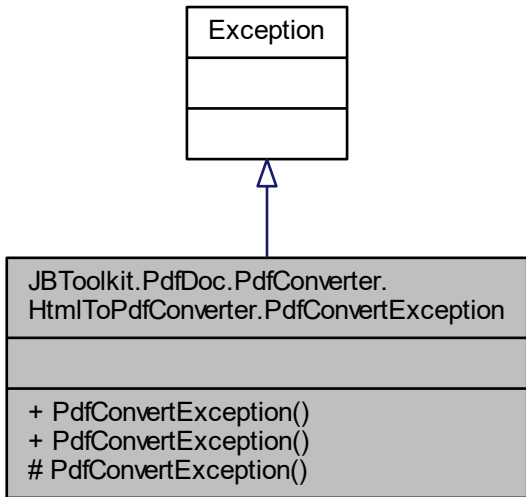 Exception
JBToolkit.PdfDoc.PdfConverter.
HtmlToPdfConverter.PdfConvertException
+ PdfConvertException()
+ PdfConvertException()
# PdfConvertException()